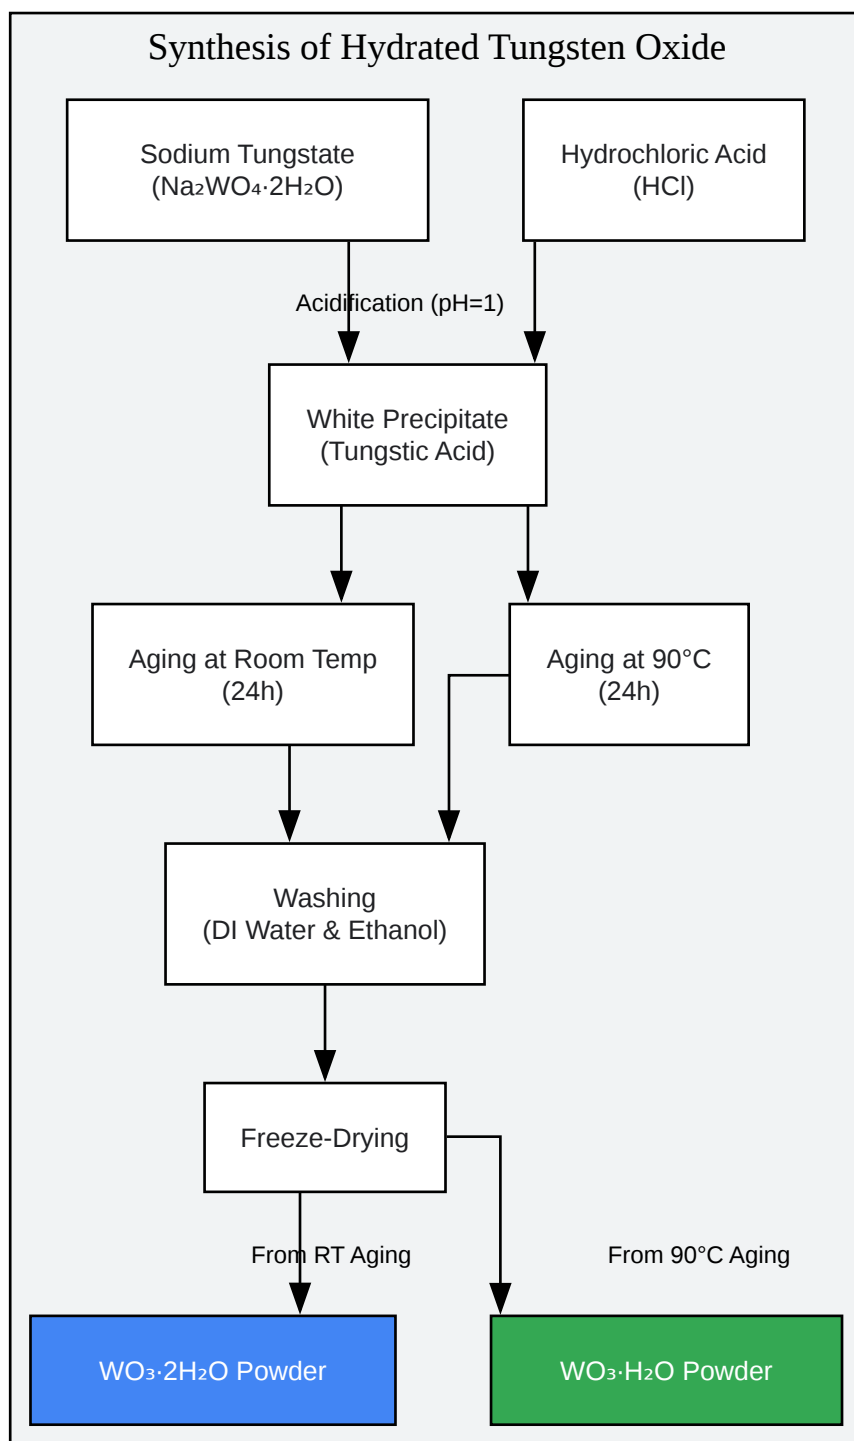 Synthesis of Hydrated Tungsten Oxide
Sodium Tungstate
(Na₂WO₄·2H₂O)
Hydrochloric Acid
(HCl)
Acidification (pH=1)
White Precipitate
(Tungstic Acid)
Aging at Room Temp
(24h)
Aging at 90°C
(24h)
Washing
(DI Water & Ethanol)
Freeze-Drying
From RT Aging
From 90°C Aging
WO₃·2H₂O Powder
WO₃·H₂O Powder